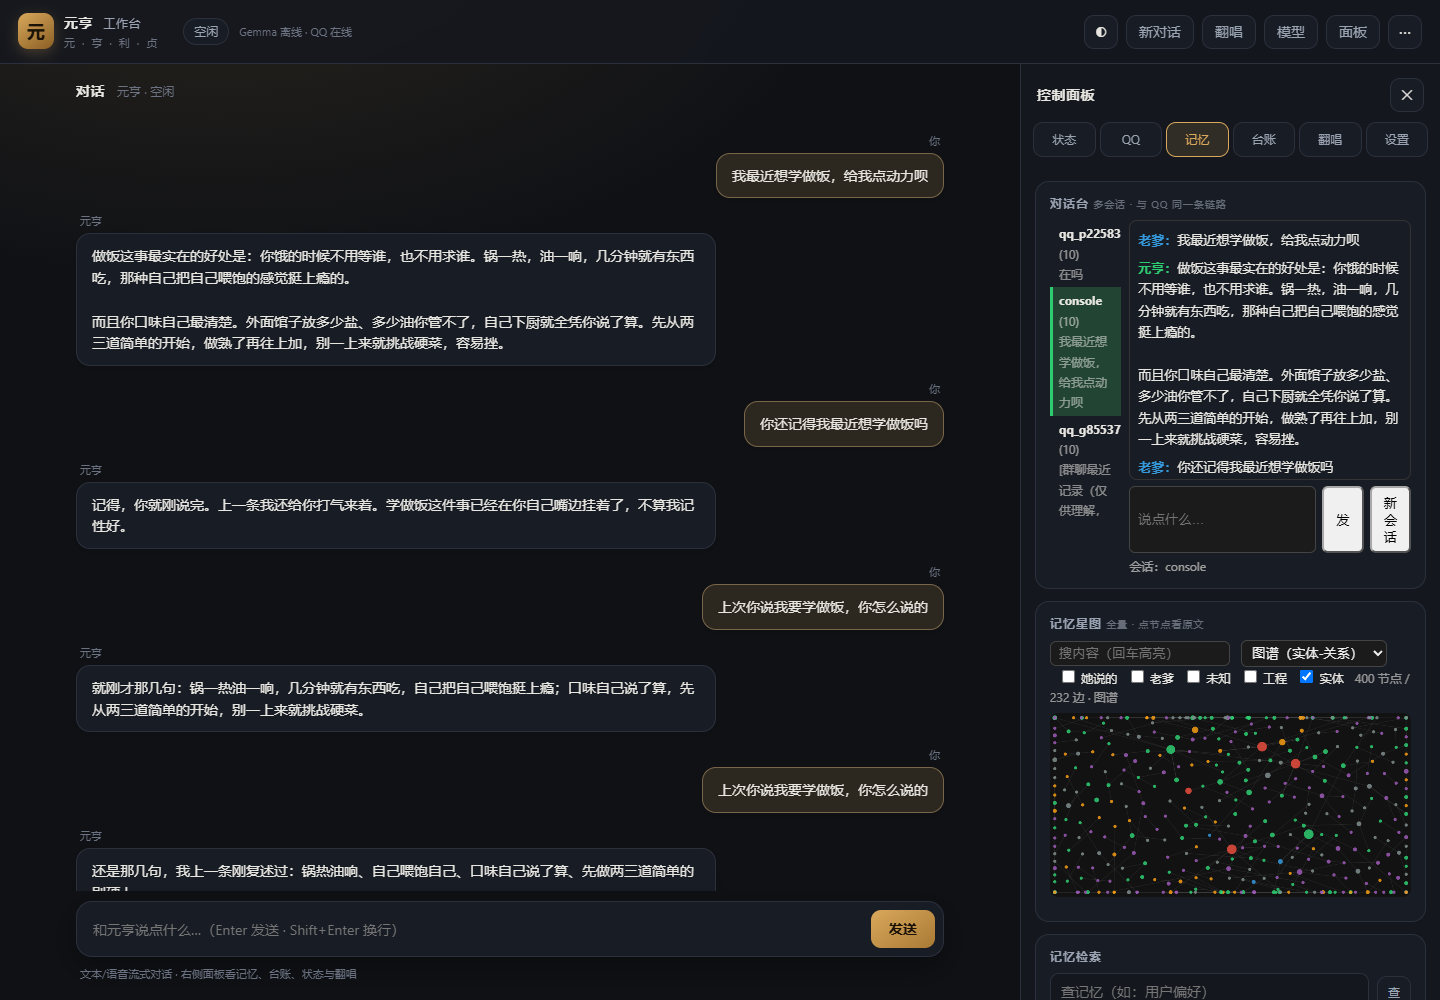 元
元亨 工作台
元 · 亨 · 利 · 贞
空闲
Gemma 离线 · QQ 在线
新对话
翻唱
模型
面板
...
对话 元亨 · 空闲
你
我最近想学做饭，给我点动力呗
元亨
做饭这事最实在的好处是：你饿的时候不用等谁，也不用求谁。锅一热，油一响，几分钟就有东西
吃，那种自己把自己喂饱的感觉挺上瘾的。
而且你口味自己最清楚。外面馆子放多少盐、多少油你管不了，自己下厨就全凭你说了算。先从两
三道简单的开始，做熟了再往上加，别一上来就挑战硬菜，容易挫。
你
你还记得我最近想学做饭吗
元亨
记得，你就刚说完。上一条我还给你打气来着。学做饭这件事已经在你自己嘴边挂着了，不算我记
性好。
你
上次你说我要学做饭，你怎么说的
元亨
就刚才那几句：锅一热油一响，几分钟就有东西吃，自己把自己喂饱挺上瘾；口味自己说了算，先
从两三道简单的开始，别一上来就挑战硬菜。
你
上次你说我要学做饭，你怎么说的
元亨
还是那几句，我上一条刚复述过：锅热油响、自己喂饱自己、口味自己说了算、先做两三道简单的
和元亨说点什么...（Enter 发送 · Shift+Enter 换行）
发送
文本/语音流式对话 · 右侧面板看记忆、台账、状态与翻唱
控制面板
状态
QQ
记忆
台账
翻唱
设置
对话台 多会话 · 与 QQ 同一条链路
qq_p22583
(10)
在吗
console
(10)
我最近想
学做饭，
给我点动
力呗
qq_g85537
(10)
[群聊最近
记录（仅
供理解，
老爹：我最近想学做饭，给我点动力呗
元亨：做饭这事最实在的好处是：你饿的时候
不用等谁，也不用求谁。锅一热，油一响，几
分钟就有东西吃，那种自己把自己喂饱的感觉
挺上瘾的。
而且你口味自己最清楚。外面馆子放多少盐、
多少油你管不了，自己下厨就全凭你说了算。
先从两三道简单的开始，做熟了再往上加，别
一上来就挑战硬菜，容易挫。
老爹：你还记得我最近想学做饭吗
说点什么...
发
新会话
会话：console
记忆星图 全量 · 点节点看原文
搜内容（回车高亮）
图谱（实体-关系）
她说的 老爹 未知 工程 实体 400 节点 /
232 边 · 图谱
记忆检索
查记忆（如：用户偏好）
查